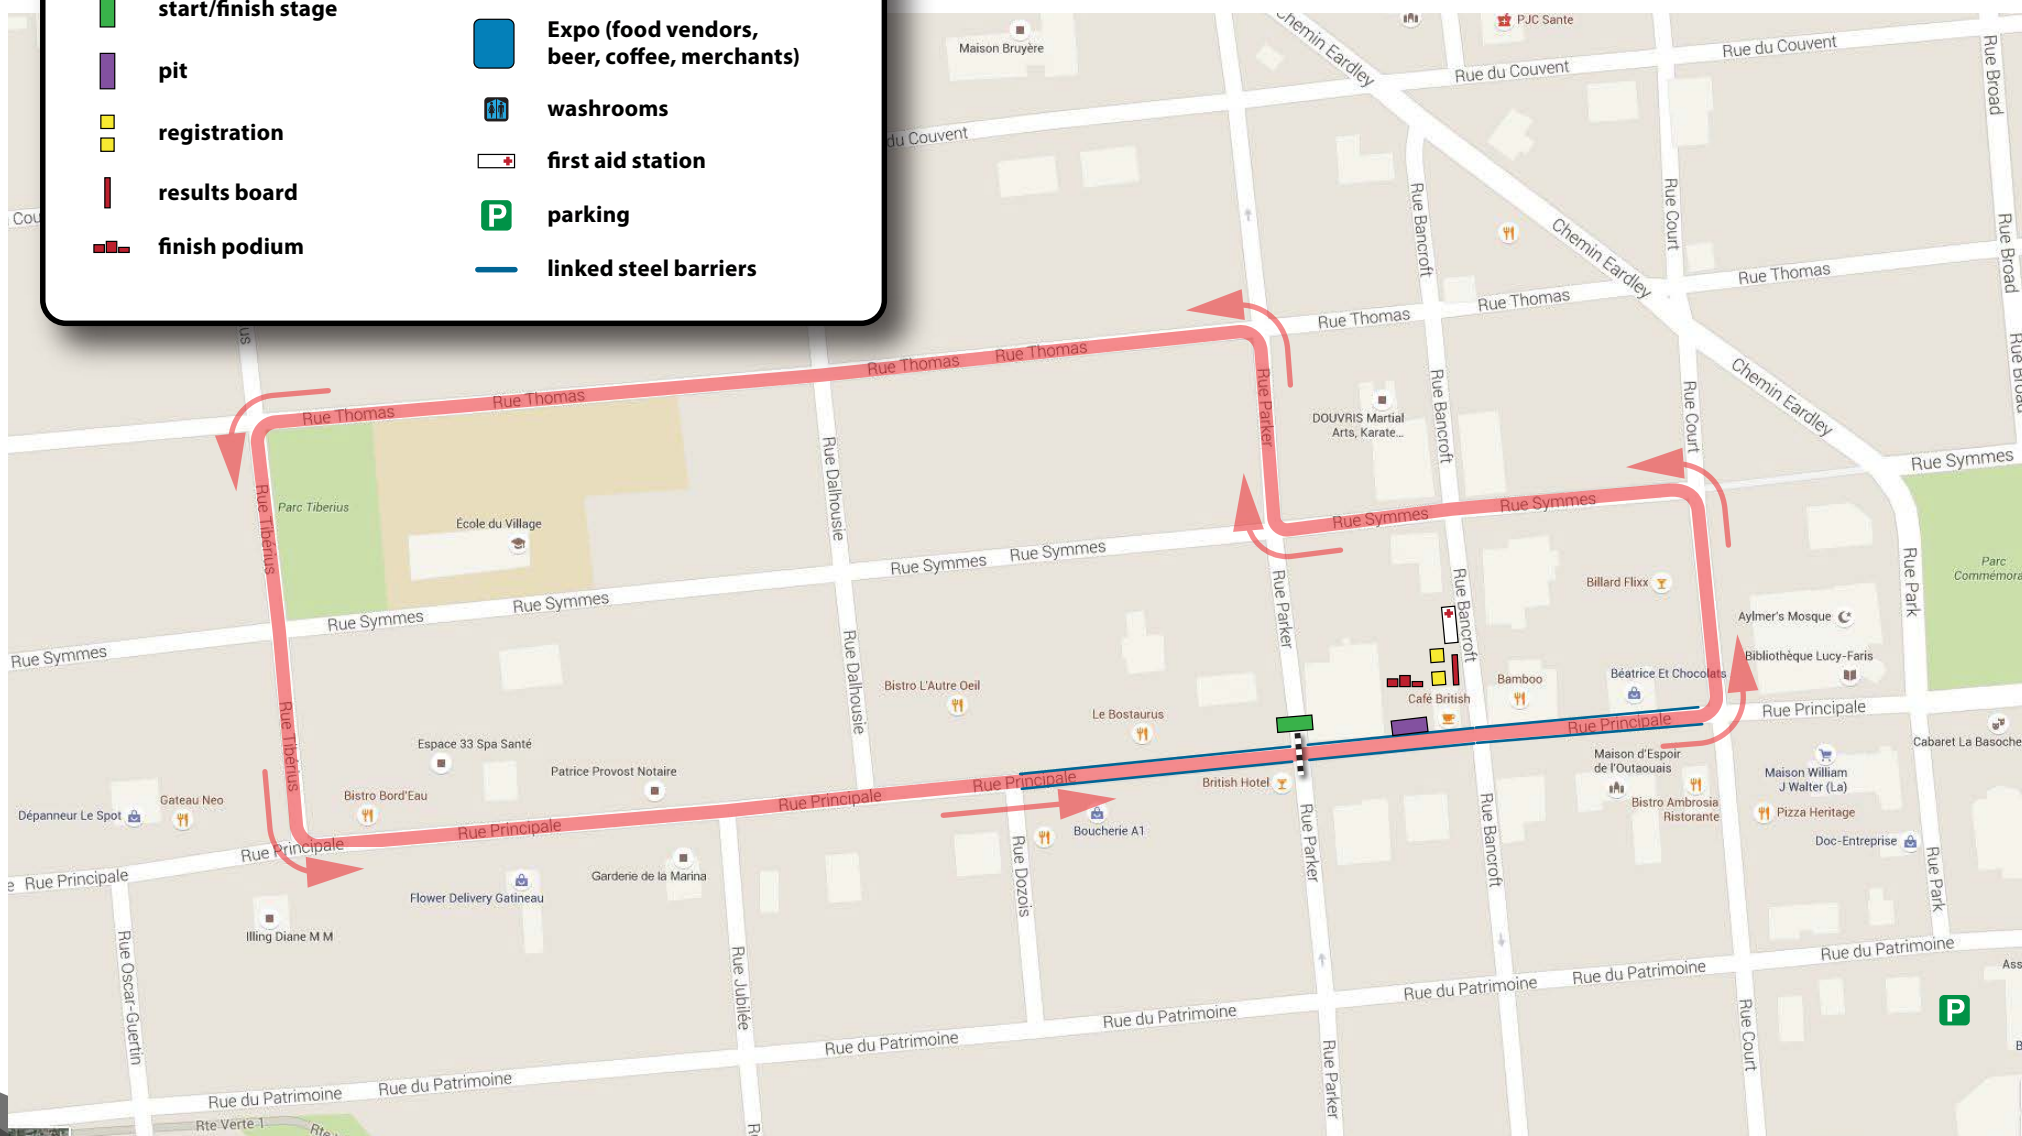 start/finish stage
pit
registration
results board
finish podium
Expo (food vendors,
beer, coffee, merchants)
washrooms
first aid station
P
parking
linked steel barriers
Maison Bruyère
Chemin Eardley
PJC Sante
Rue du Couvent
Rue du Couvent
Rue Broad
du Couvent
Cou
Rue Bancroft
Rue Court
Chemin Eardley
Rue Broad
Rue Thomas
Rue Thomas
Rue Thomas
us
Rue Thomas
Rue Thomas
Rue Thomas
Rue Thomas
Rue Parker
Rue Bancroft
Rue Court
Chemin Eardley
Rue Broad
DOUVRIS Martial
Arts, Karate...
Rue Dalhousie
Rue Symmes
Rue Tibérius
Parc Tiberius
École du Village
Rue Symmes
Rue Symmes
Rue Symmes
Rue Symmes
Rue Symmes
Rue Symmes
Rue Symmes
Rue Parker
Rue Bancroft
Billard Flixx
Rue Park
Parc
Commémora
Aylmer's Mosque
Bibliothèque Lucy-Faris
Rue Dalhousie
Bistro L'Autre Oeil
Le Bostaurus
Café British
Bamboo
Béatrice Et Chocolats
Rue Principale
Rue Principale
Cabaret La Basoche
Rue Tibérius
Espace 33 Spa Santé
Patrice Provost Notaire
Bistro Bord'Eau
Gateau Neo
Dépanneur Le Spot
Rue Principale
Rue Principale
Rue Principale
Rue Principale
e Rue Principale
British Hotel
Boucherie A1
Maison d'Espoir
de l'Outaouais
Bistro Ambrosia
Ristorante
Maison William
J Walter (La)
Pizza Heritage
Doc-Entreprise
Rue Park
Rue Parker
Rue Bancroft
Rue Dozois
Garderie de la Marina
Flower Delivery Gatineau
Illing Diane M M
Rue Oscar-Guertin
Rue Jubilée
Rue du Patrimoine
Rue du Patrimoine
Rue du Patrimoine
Rue du Patrimoine
Rue du Patrimoine
Rue du Patrimoine
Rue du Patrimoine
Ass
P
B
Rue Court
Rue Parker
Rte Verte 1
Rte
R